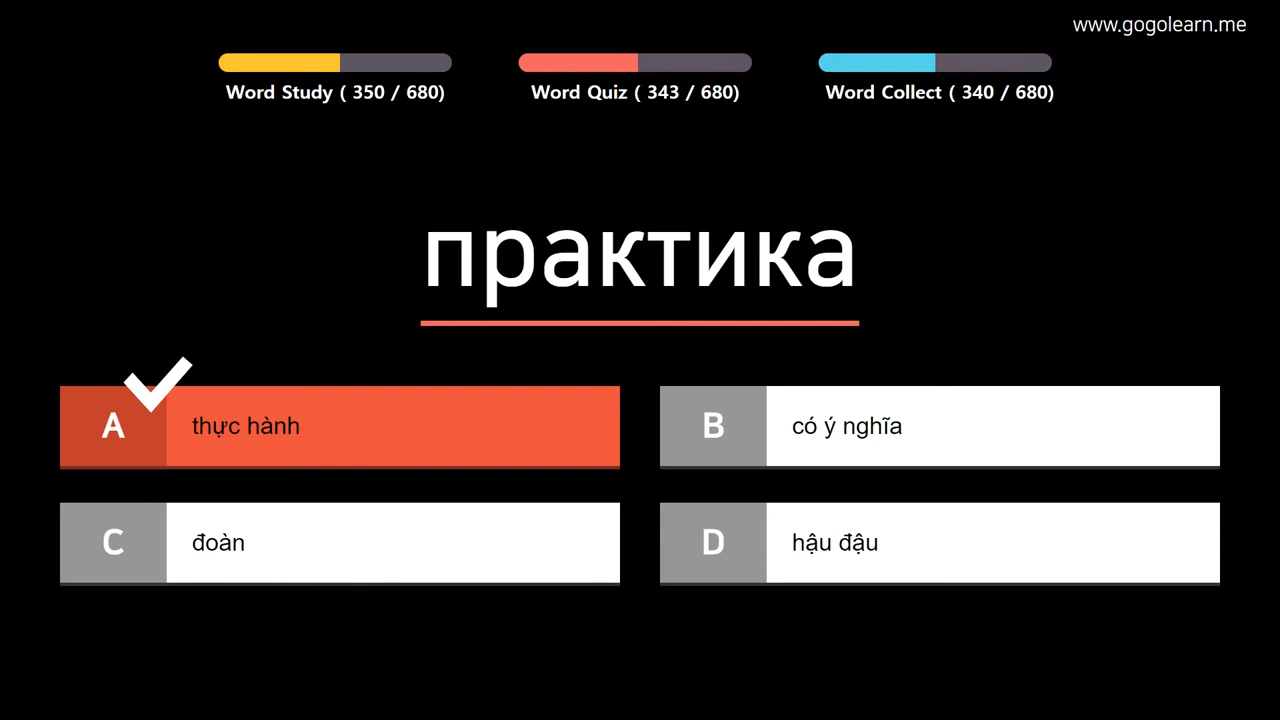 www.gogolearn.me
Word Study ( 350 / 680)
Word Quiz ( 343 / 680)
Word Collect ( 340 / 680)
практика
A thực hành
B có ý nghĩa
C đoàn
D hậu đậu